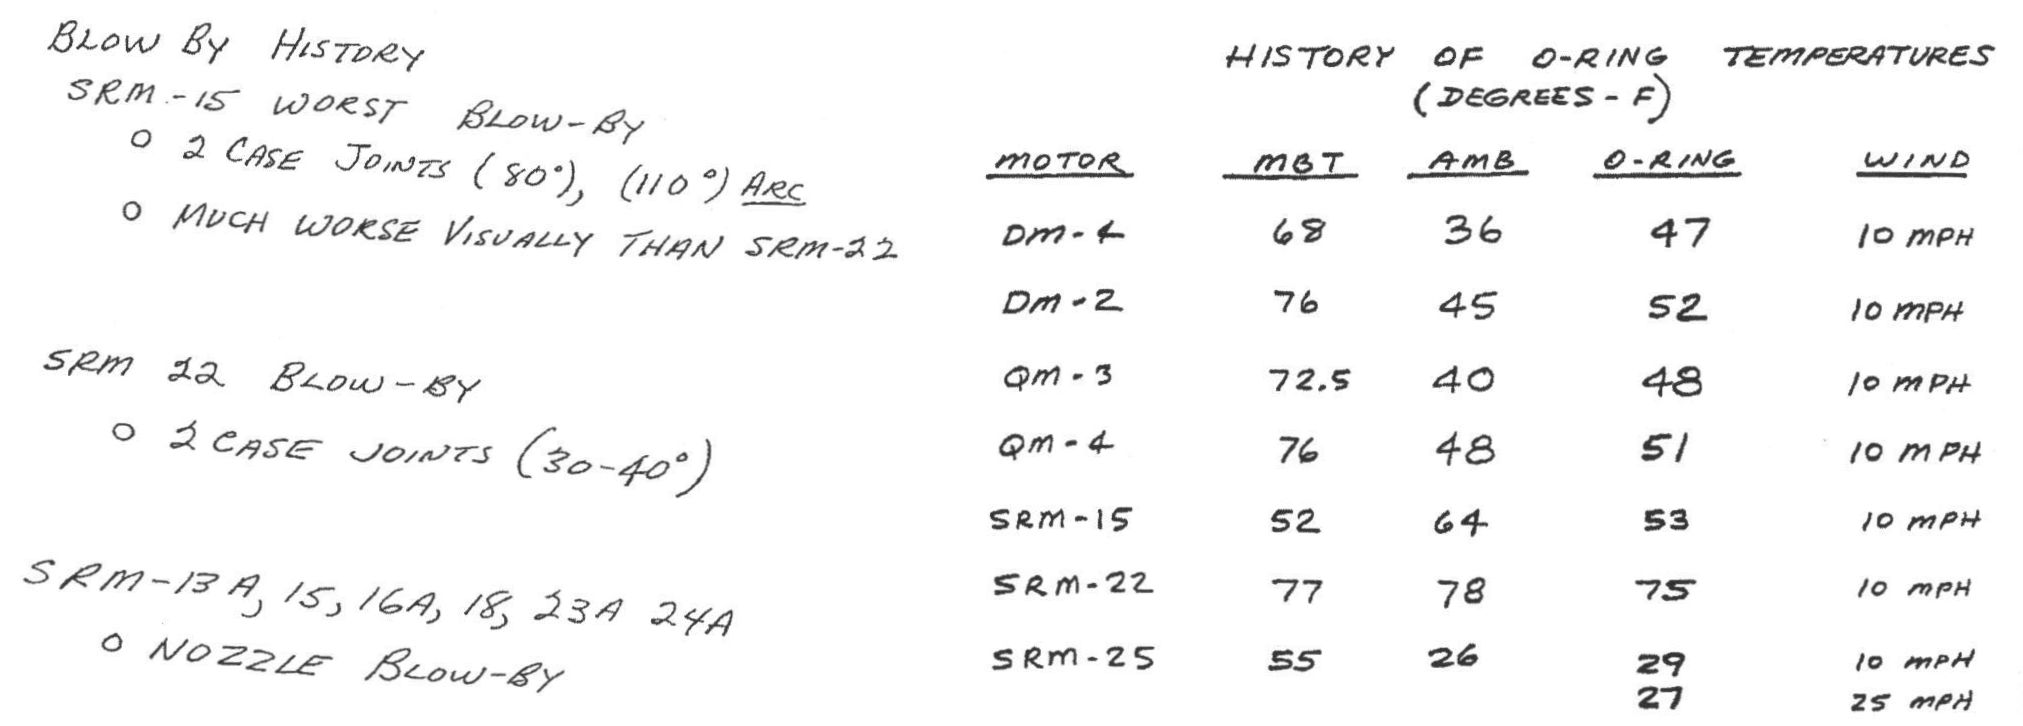 BLOW BY HISTORY
SRM-15 WORST BLOW-BY
o 2 CASE JOINTS (80°), (110°) ARC
o MUCH WORSE VISUALLY THAN SRM-22
SRM 22 BLOW-BY
o 2 CASE JOINTS (30-40°)
SRM-13A, 15, 16A, 18, 23A 24A
o NOZZLE BLOW-BY
HISTORY OF O-RING TEMPERATURES
(DEGREES - F)
MOTOR MBT AMB O-RING WIND
DM-4 68 36 47 10 MPH
DM-2 76 45 52 10 MPH
QM-3 72.5 40 48 10 MPH
QM-4 76 48 51 10 MPH
SRM-15 52 64 53 10 MPH
SRM-22 77 78 75 10 MPH
SRM-25 55 26 29 10 MPH
27 25 MPH